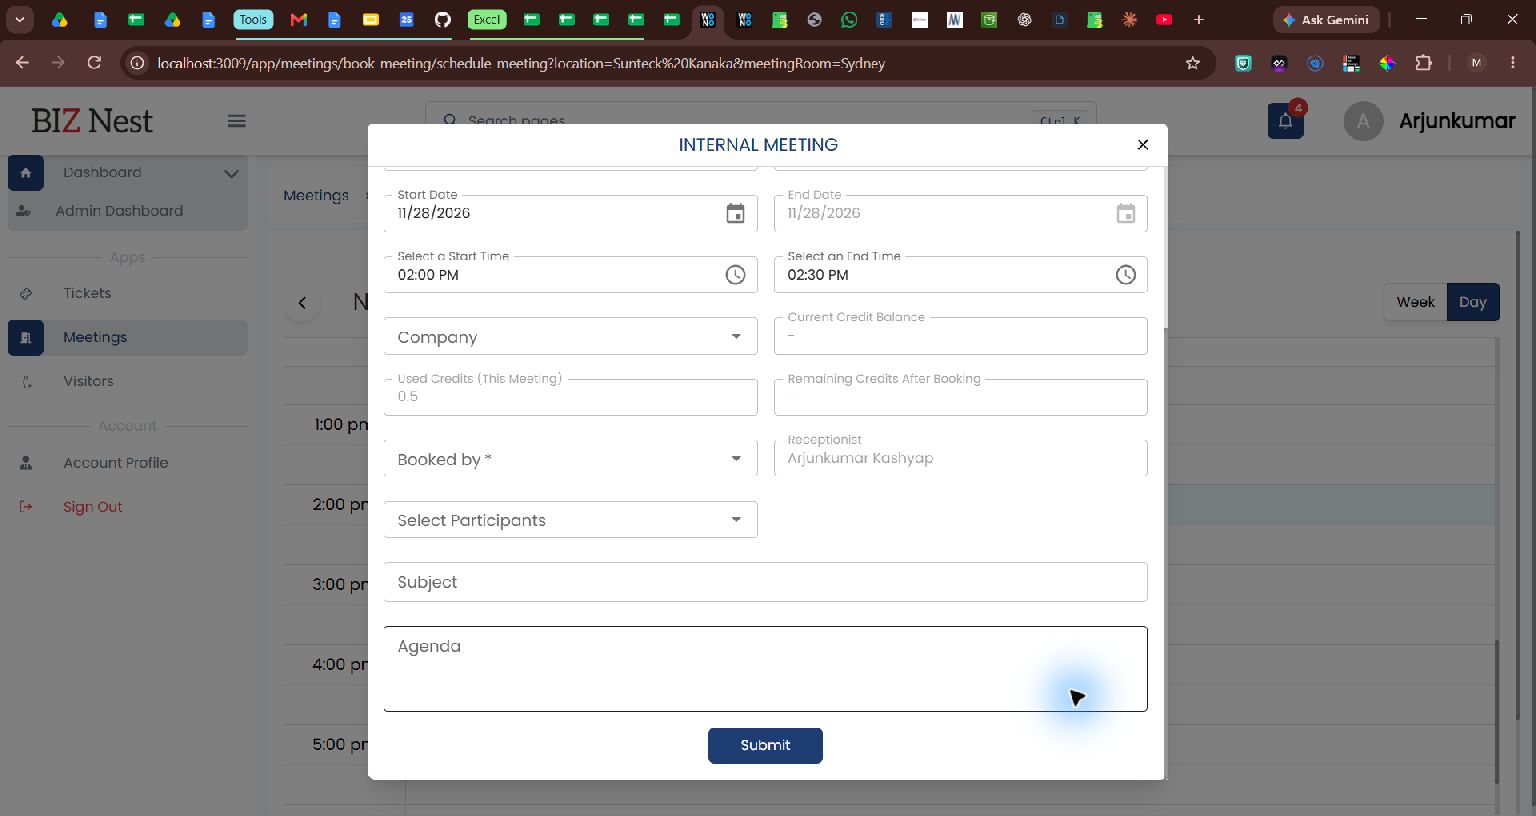 Tools
Excel
Ask Gemini
localhost:3009/app/meetings/book-meeting/schedule-meeting?location=Sunteck%20Kanaka&meetingRoom=Sydney
M
BIZ Nest
Search pages
Ctrl K
4
A
Arjunkumar
Dashboard
Admin Dashboard
Apps
Tickets
Meetings
Visitors
Account
Account Profile
Sign Out
Meetings
N
Week
Day
1:00 pm
2:00 pm
3:00 pm
4:00 pm
5:00 pm
INTERNAL MEETING
Start Date
11/28/2026
End Date
11/28/2026
Select a Start Time
02:00 PM
Select an End Time
02:30 PM
Company
Current Credit Balance
-
Used Credits (This Meeting)
0.5
Remaining Credits After Booking
-
Booked by *
Receptionist
Arjunkumar Kashyap
Select Participants
Subject
Agenda
Submit